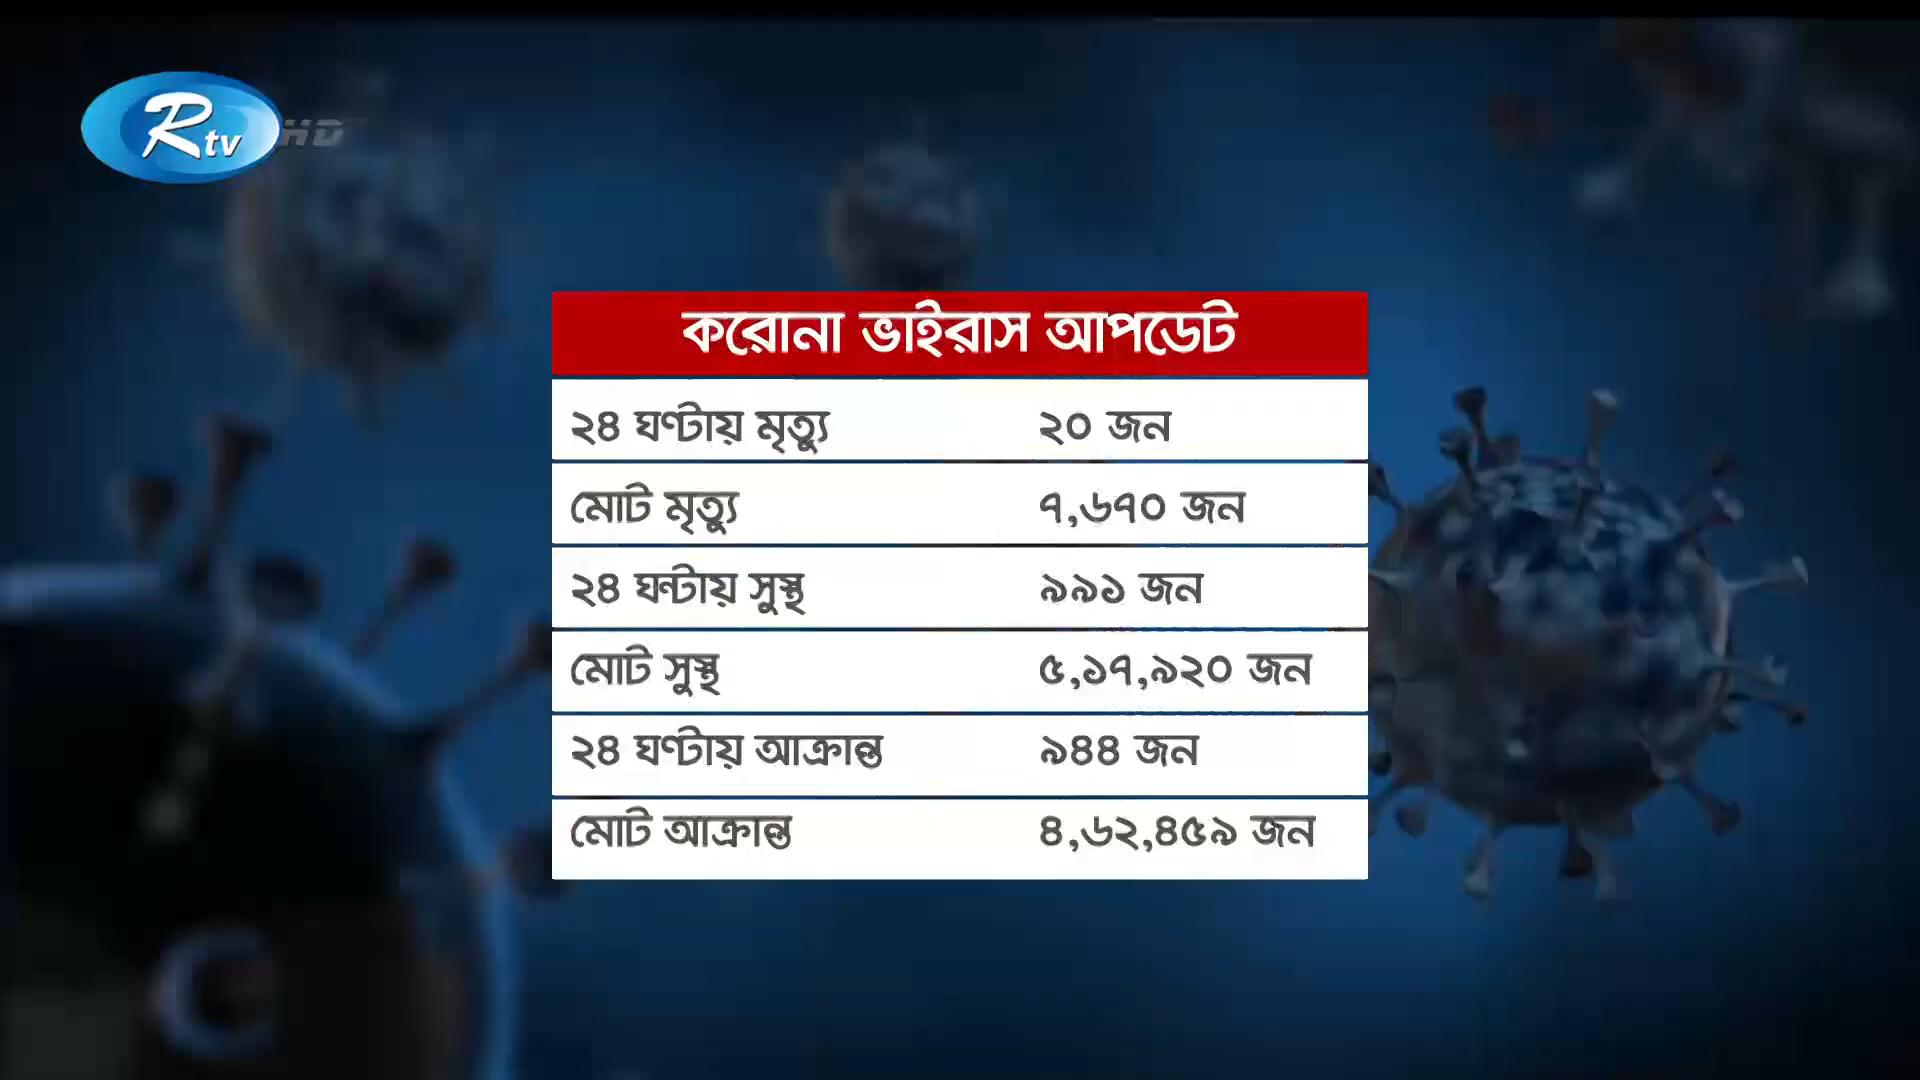 Rtv HD
করোনা ভাইরাস আপডেট
২৪ ঘণ্টায় মৃত্যু ২০ জন
মোট মৃত্যু ৭,৬৭০ জন
২৪ ঘন্টায় সুস্থ ৯৯১ জন
মোট সুস্থ ৫,১৭,৯২০ জন
২৪ ঘণ্টায় আক্রান্ত ৯৪৪ জন
মোট আক্রান্ত ৪,৬২,৪৫৯ জন